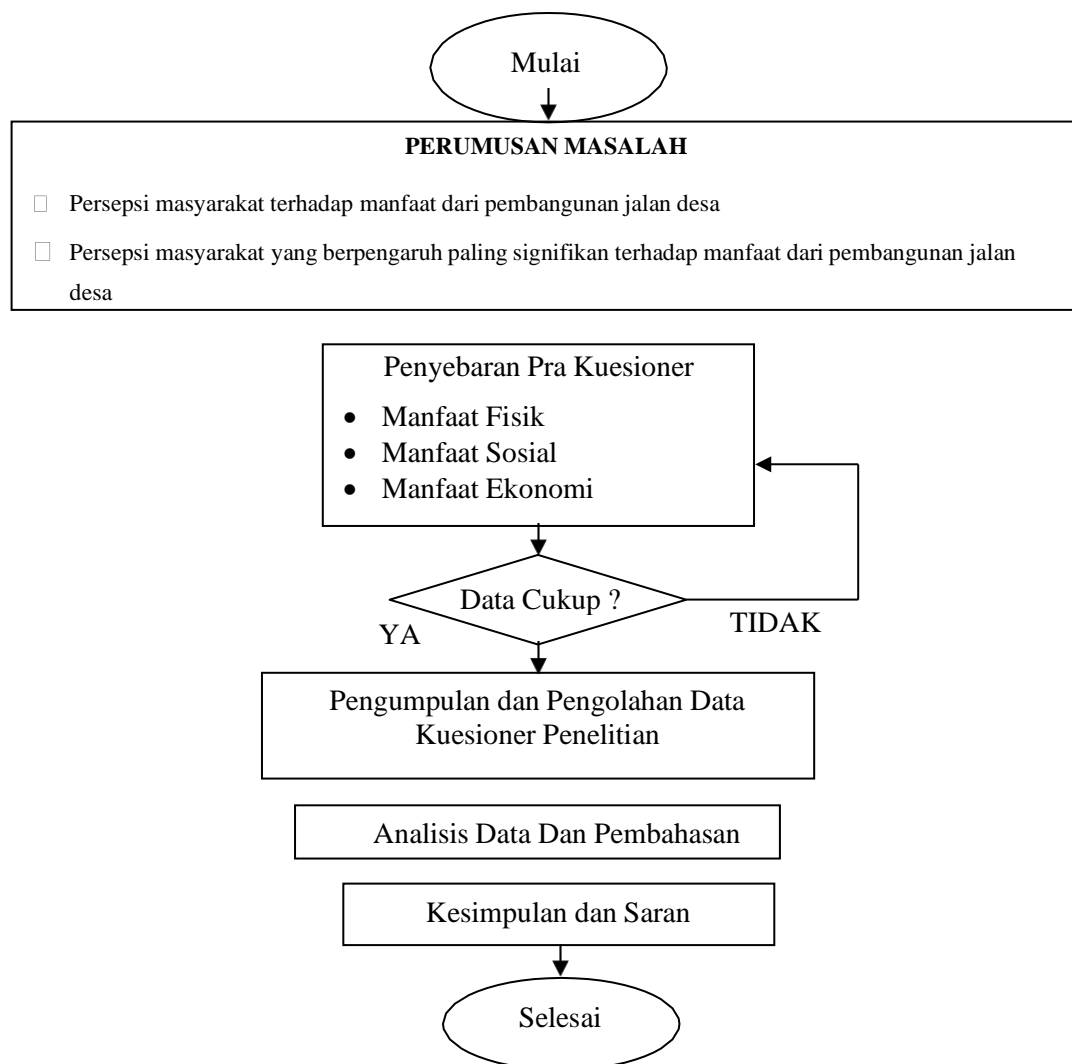 Mulai
PERUMUSAN MASALAH
Persepsi masyarakat terhadap manfaat dari pembangunan jalan desa
Persepsi masyarakat yang berpengaruh paling signifikan terhadap manfaat dari pembangunan jalan
desa
Penyebaran Pra Kuesioner
• Manfaat Fisik
• Manfaat Sosial
• Manfaat Ekonomi
Data Cukup ?
YA
TIDAK
Pengumpulan dan Pengolahan Data
Kuesioner Penelitian
Analisis Data Dan Pembahasan
Kesimpulan dan Saran
Selesai